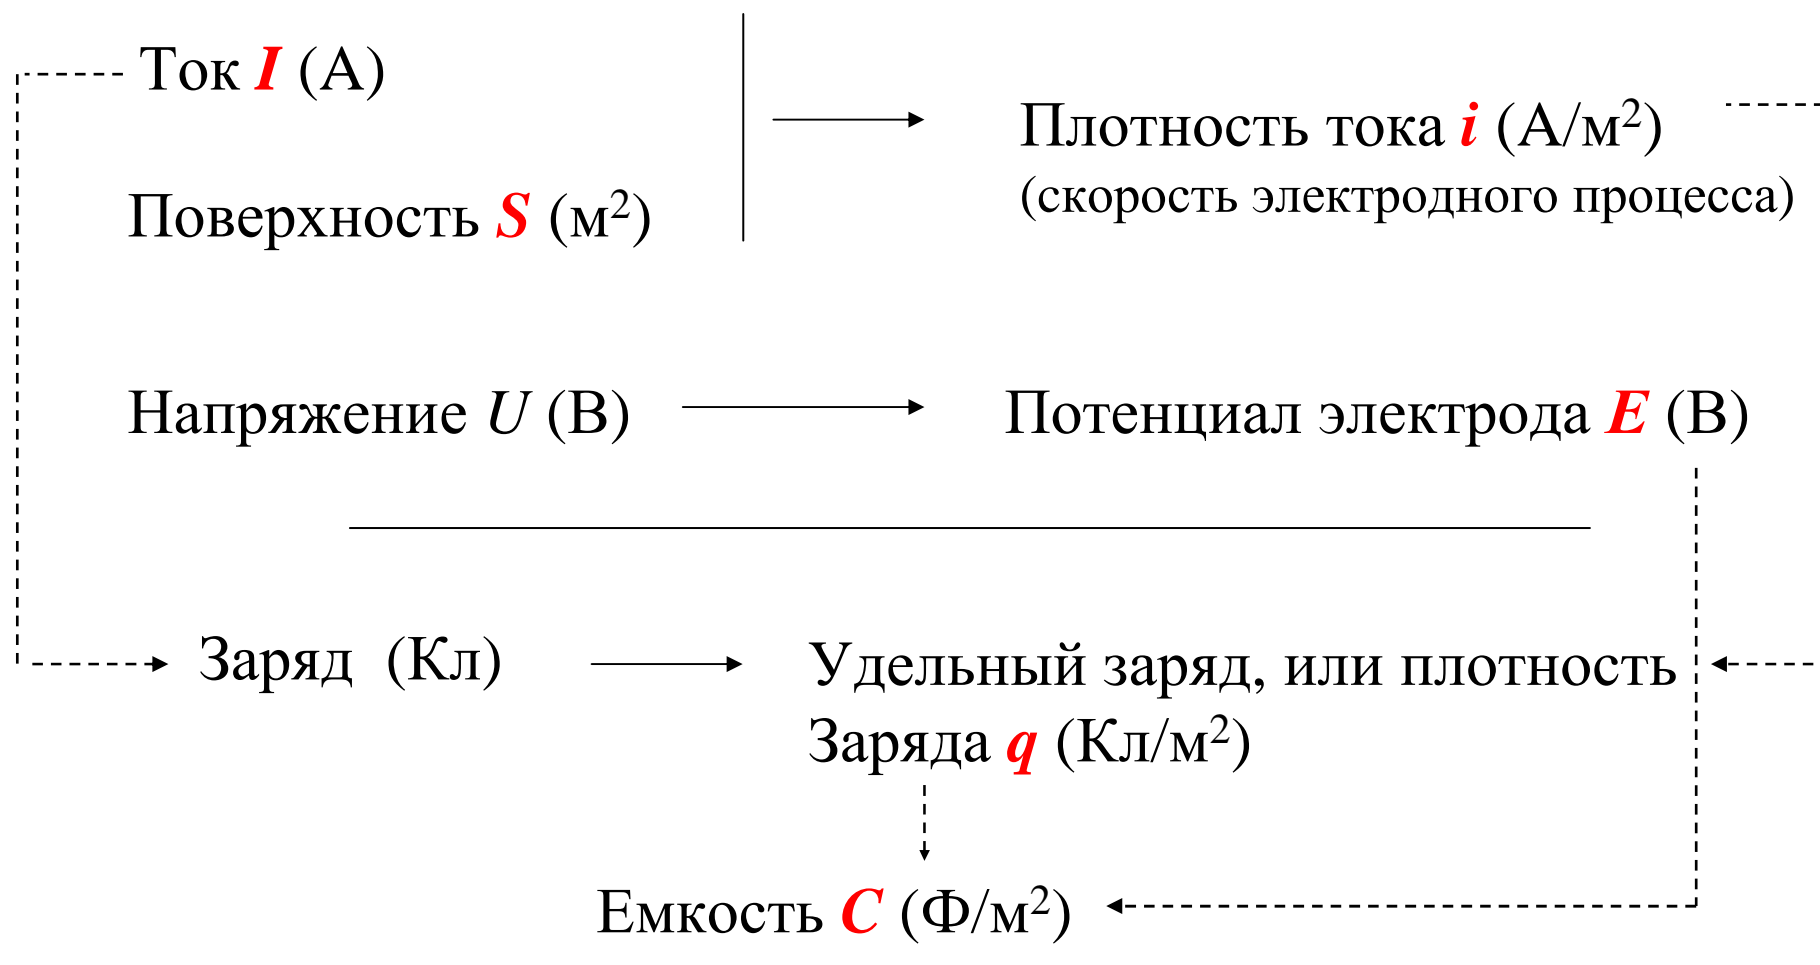 Ток I (А)
Плотность тока i (А/м²)
(скорость электродного процесса)
Поверхность S (м²)
Напряжение U (В)
Потенциал электрода E (В)
Заряд (Кл)
Удельный заряд, или плотность
Заряда q (Кл/м²)
Емкость C (Ф/м²)